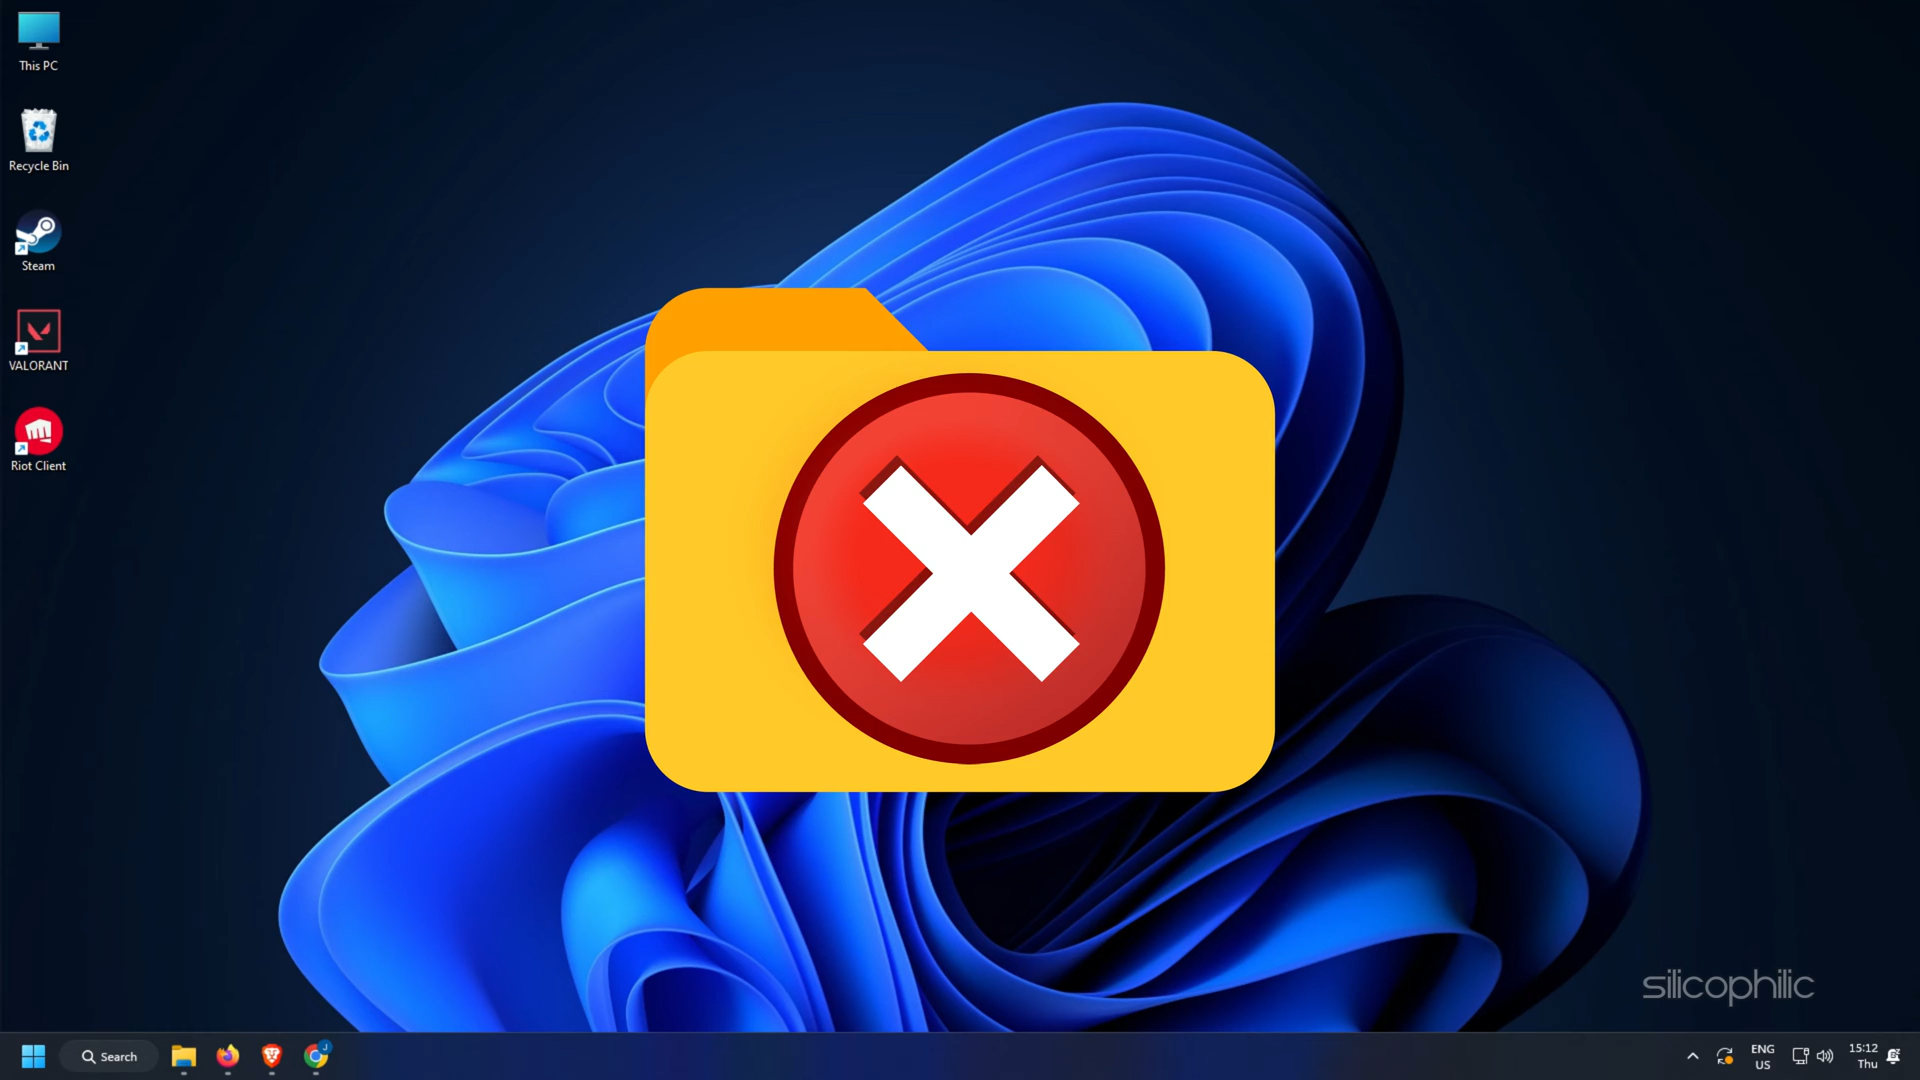 This PC
Recycle Bin
Steam
VALORANT
Riot Client
silicophilic
Search
J
ENG
US
15:12
Thu